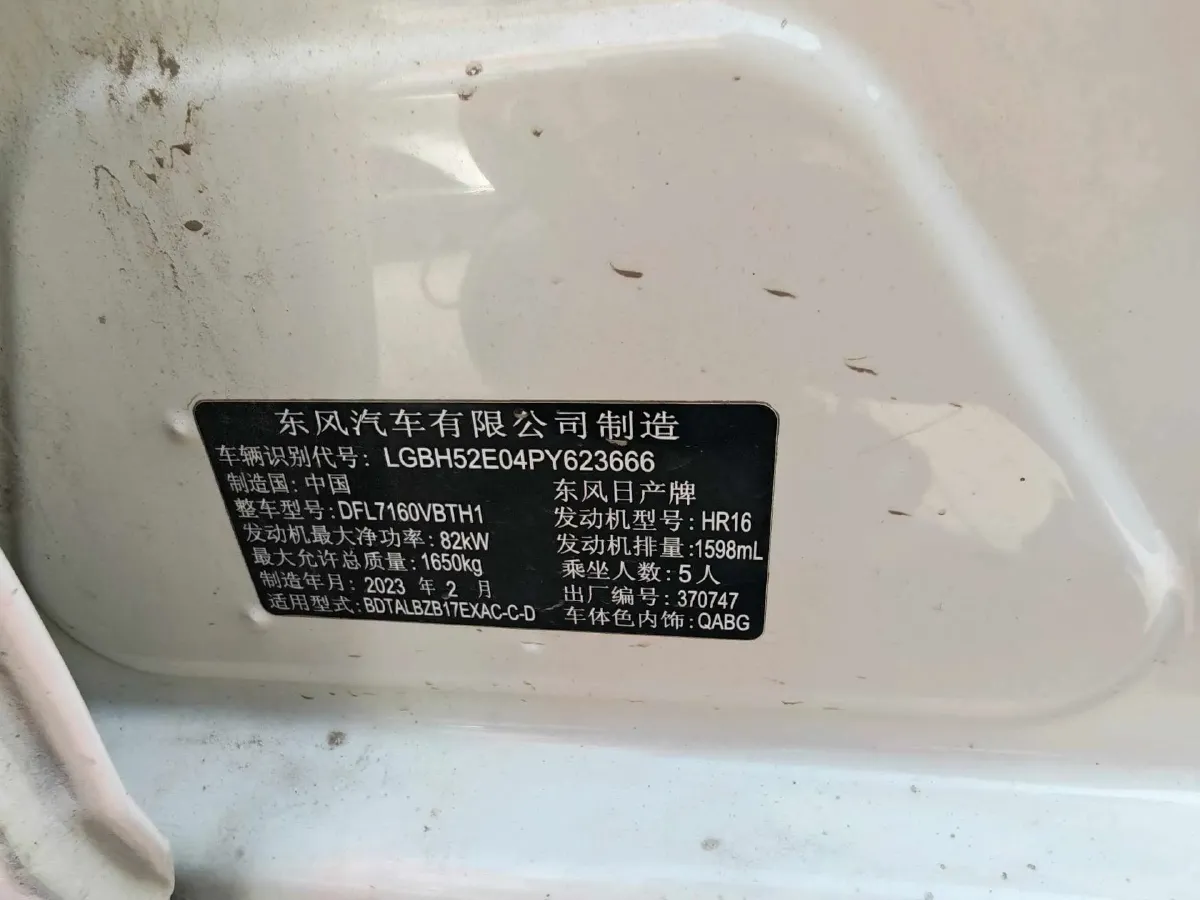 东风汽车有限公司制造
车辆识别代号: LGBH52E04PY623666
制造国: 中国
东风日产牌
整车型号: DFL7160VBTH1
发动机型号: HR16
发动机最大净功率: 82kW
发动机排量: 1598mL
最大允许总质量: 1650kg
乘坐人数: 5 人
制造年月: 2023 年 2 月
出厂编号: 370747
适用型式: BDTALBZB17EXAC-C-D
车体色内饰: QABG